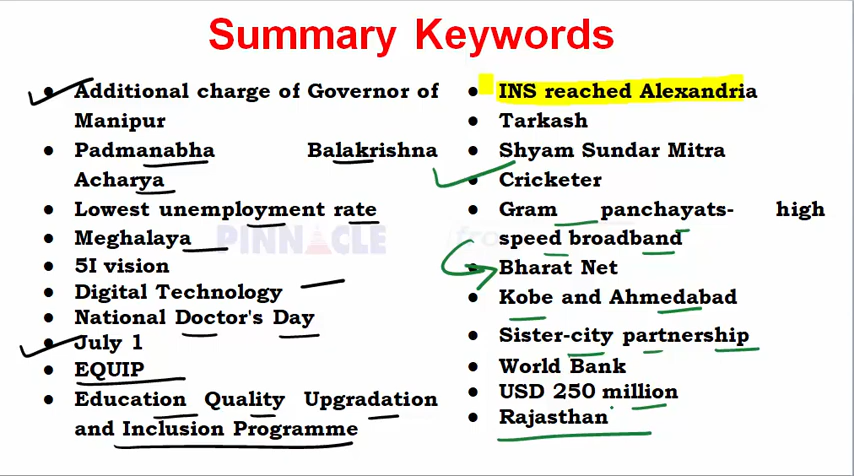 Summary Keywords
• Additional charge of Governor of
Manipur
• Padmanabha Balakrishna
Acharya
• Lowest unemployment rate
• Meghalaya
• 5I vision
• Digital Technology
• National Doctor's Day
• July 1
• EQUIP
• Education Quality Upgradation
and Inclusion Programme
• INS reached Alexandria
• Tarkash
• Shyam Sundar Mitra
• Cricketer
• Gram panchayats- high
speed broadband
• Bharat Net
• Kobe and Ahmedabad
• Sister-city partnership
• World Bank
• USD 250 million
• Rajasthan
PINNACLE